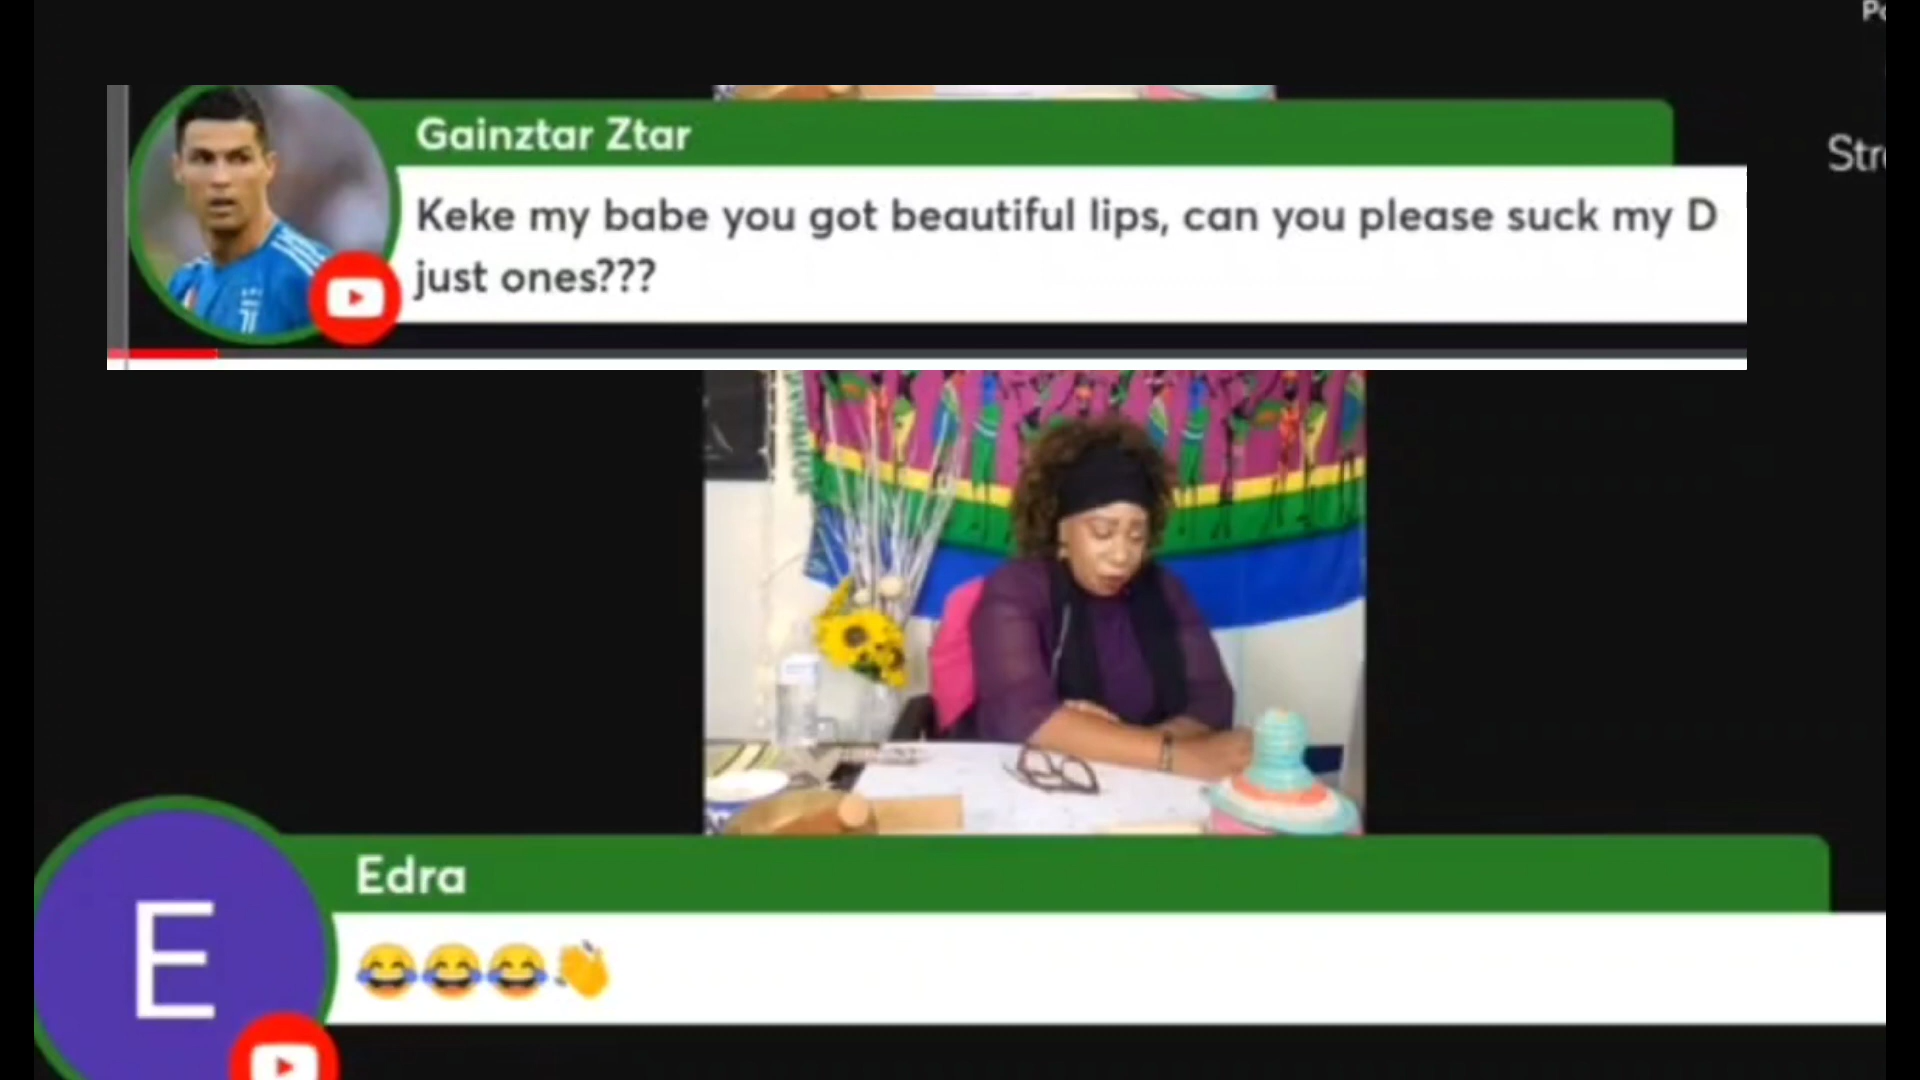 Gainztar Ztar
Keke my babe you got beautiful lips, can you please suck my D
just ones???
Edra
E
😂😂😂👏